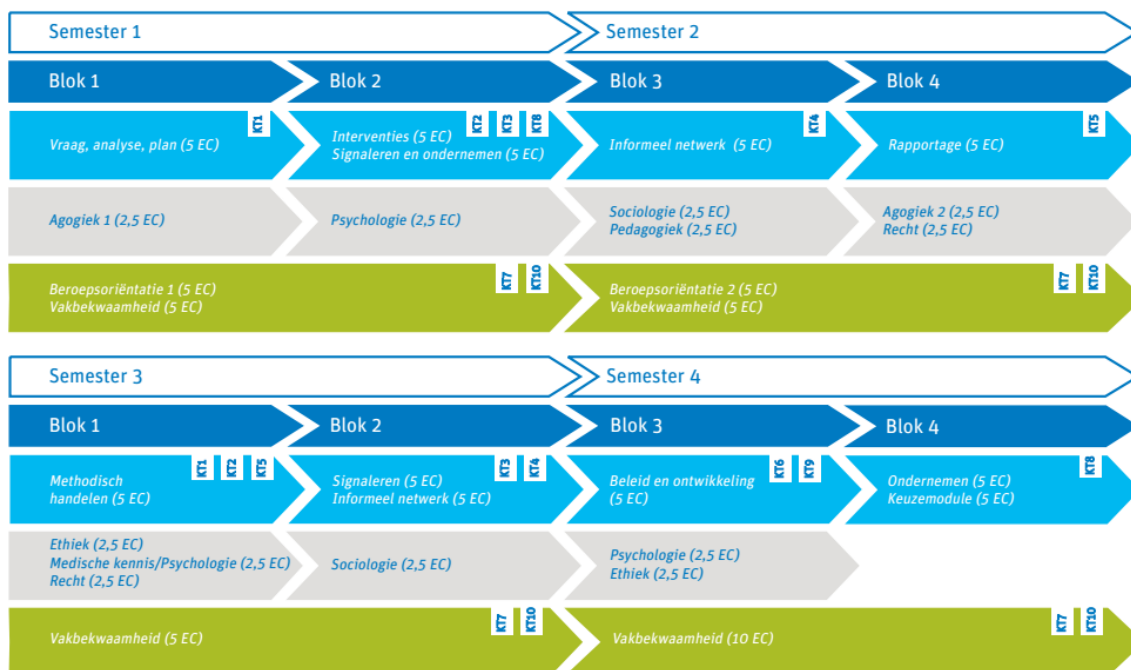 Semester 1
Semester 2
Blok 1
Blok 2
Blok 3
Blok 4
KT1
Vraag, analyse, plan (5 EC)
KT2
KT3
KT8
Interventies (5 EC)
Signaleren en ondernemen (5 EC)
KT4
Informeel netwerk (5 EC)
KT5
Rapportage (5 EC)
Agogiek 1 (2,5 EC)
Psychologie (2,5 EC)
Sociologie (2,5 EC)
Pedagogiek (2,5 EC)
Agogiek 2 (2,5 EC)
Recht (2,5 EC)
KT7
KT10
Beroepsoriëntatie 1 (5 EC)
Vakbekwaamheid (5 EC)
KT7
KT10
Beroepsoriëntatie 2 (5 EC)
Vakbekwaamheid (5 EC)
Semester 3
Semester 4
Blok 1
Blok 2
Blok 3
Blok 4
KT1
KT2
KT5
Methodisch
handelen (5 EC)
KT3
KT4
Signaleren (5 EC)
Informeel netwerk (5 EC)
KT6
KT9
Beleid en ontwikkeling
(5 EC)
KT8
Ondernemen (5 EC)
Keuzemodule (5 EC)
Ethiek (2,5 EC)
Medische kennis/Psychologie (2,5 EC)
Recht (2,5 EC)
Sociologie (2,5 EC)
Psychologie (2,5 EC)
Ethiek (2,5 EC)
KT7
KT10
Vakbekwaamheid (5 EC)
KT7
KT10
Vakbekwaamheid (10 EC)